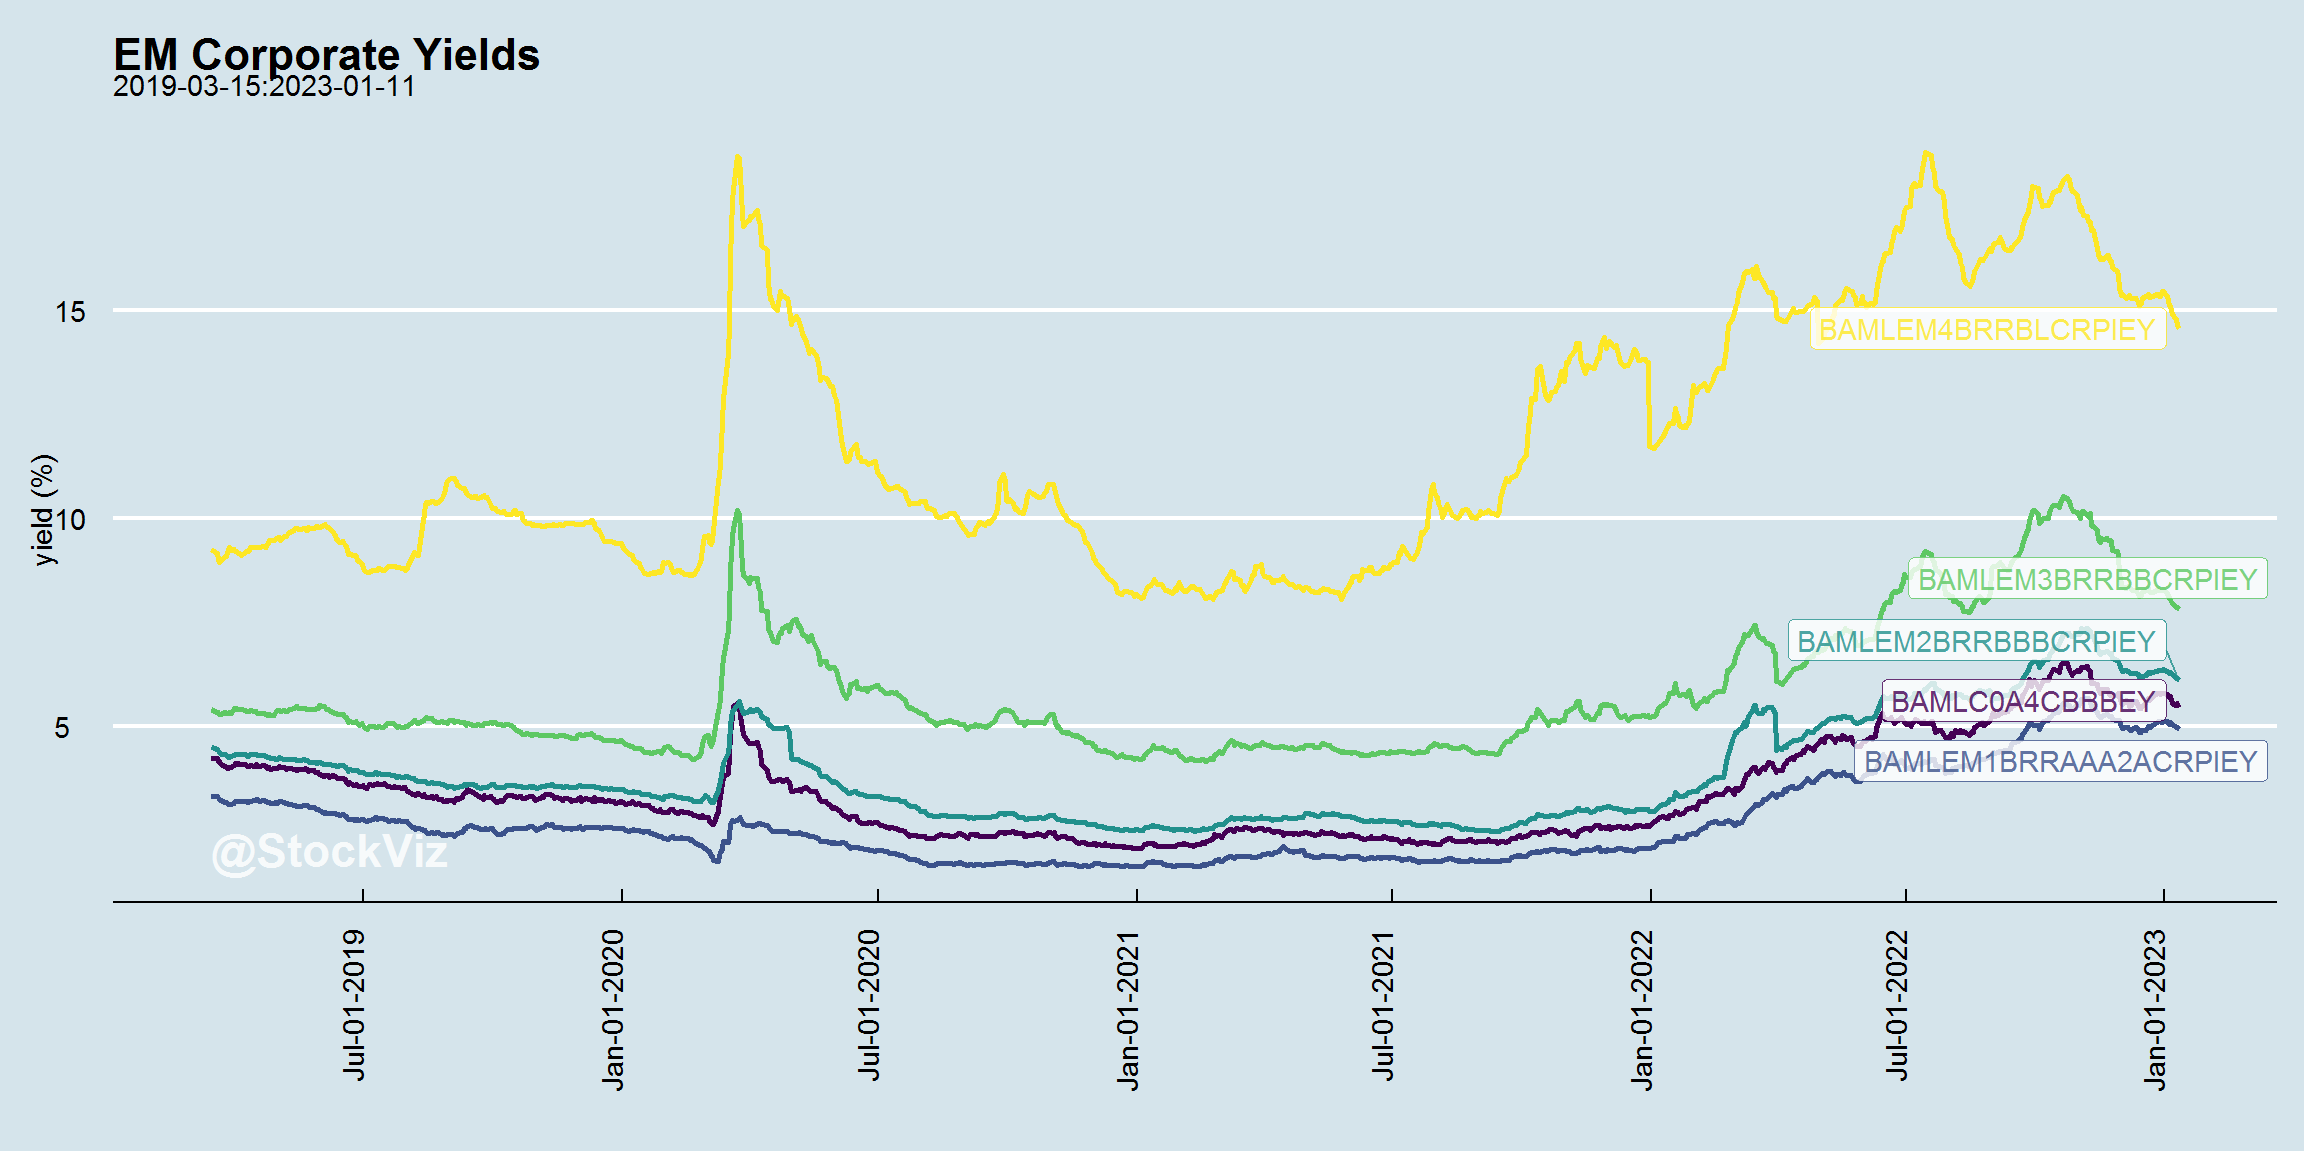 EM Corporate Yields
2019-03-15:2023-01-11
yield (%)
15
10
5
BAMLEM4BRRBLCRPIEY
BAMLEM3BRRBBCRPIEY
BAMLEM2BRRBBBCRPIEY
BAMLC0A4CBBBEY
BAMLEM1BRRAAA2ACRPIEY
@StockViz
Jul-01-2019
Jan-01-2020
Jul-01-2020
Jan-01-2021
Jul-01-2021
Jan-01-2022
Jul-01-2022
Jan-01-2023